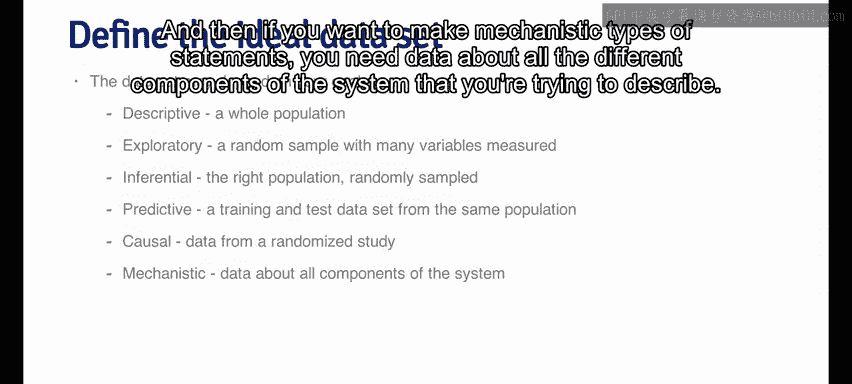 Define the ideal data set
And then if you want to make mechanistic types of
statements, you need data about all the different
components of the system that you're trying to describe.
· The
- Descriptive - a whole population
- Exploratory - a random sample with many variables measured
- Inferential - the right population, randomly sampled
- Predictive - a training and test data set from the same population
- Causal - data from a randomized study
- Mechanistic - data about all components of the system